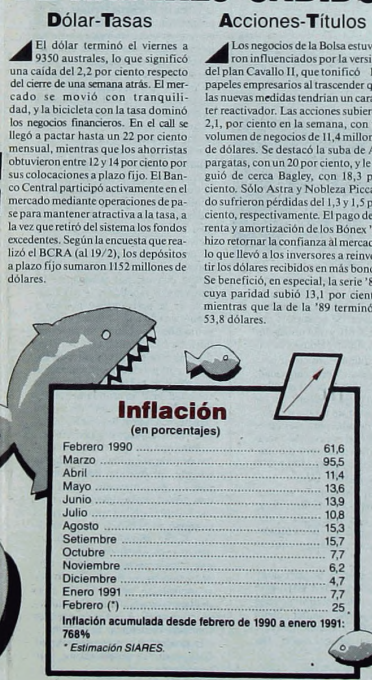 Dólar-Tasas
El dólar terminó el viernes a
9350 australes, lo que significó
una caída del 2,2 por ciento respecto
del cierre de una semana atrás. El mer-
cado se movió con tranquili-
dad, y la bicicleta con la tasa dominó
los negocios financieros. En el call se
llegó a pactar hasta un 22 por ciento
mensual, mientras que los ahorristas
obtuvieron entre 12 y 14 por ciento por
sus colocaciones a plazo fijo. El Ban-
co Central participó activamente en el
mercado mediante operaciones de pa-
se para mantener atractiva a la tasa, a
la vez que retiró del sistema los fondos
excedentes. Según la encuesta que rea-
lizó el BCRA (al 19/2), los depósitos
a plazo fijo sumaron 1152 millones de
dólares.
Acciones-Títulos
Los negocios de la Bolsa estuv
ron influenciados por la versi
del plan Cavallo II, que tonificó
papeles empresarios al trascender q
las nuevas medidas tendrían un cara
ter reactivador. Las acciones subier
2,1, por ciento en la semana, con
volumen de negocios de 11,4 millon
de dólares. Se destacó la suba de A
pargatas, con un 20 por ciento, y le
guió de cerca Bagley, con 18,3 p
ciento. Sólo Astra y Nobleza Picca
do sufrieron pérdidas del 1,3 y 1,5 p
ciento, respectivamente. El pago de
renta y amortización de los Bónex '
hizo retornar la confianza al mercad
lo que llevó a los inversores a reinve
tir los dólares recibidos en más bono
Se benefició, en especial, la serie '8
cuya paridad subió 13,1 por cient
mientras que la de la '89 terminó
53,8 dólares.
Inflación
(en porcentajes)
Febrero 1990 ........ 61,6
Marzo ........ 95,5
Abril ........ 11,4
Mayo ........ 13,6
Junio ........ 13,9
Julio ........ 10,8
Agosto ........ 15,3
Setiembre ........ 15,7
Octubre ........ 7,7
Noviembre ........ 6,2
Diciembre ........ 4,7
Enero 1991 ........ 7,7
Febrero (*) ........ 25
Inflación acumulada desde febrero de 1990 a enero 1991:
768%
* Estimación SIARES.